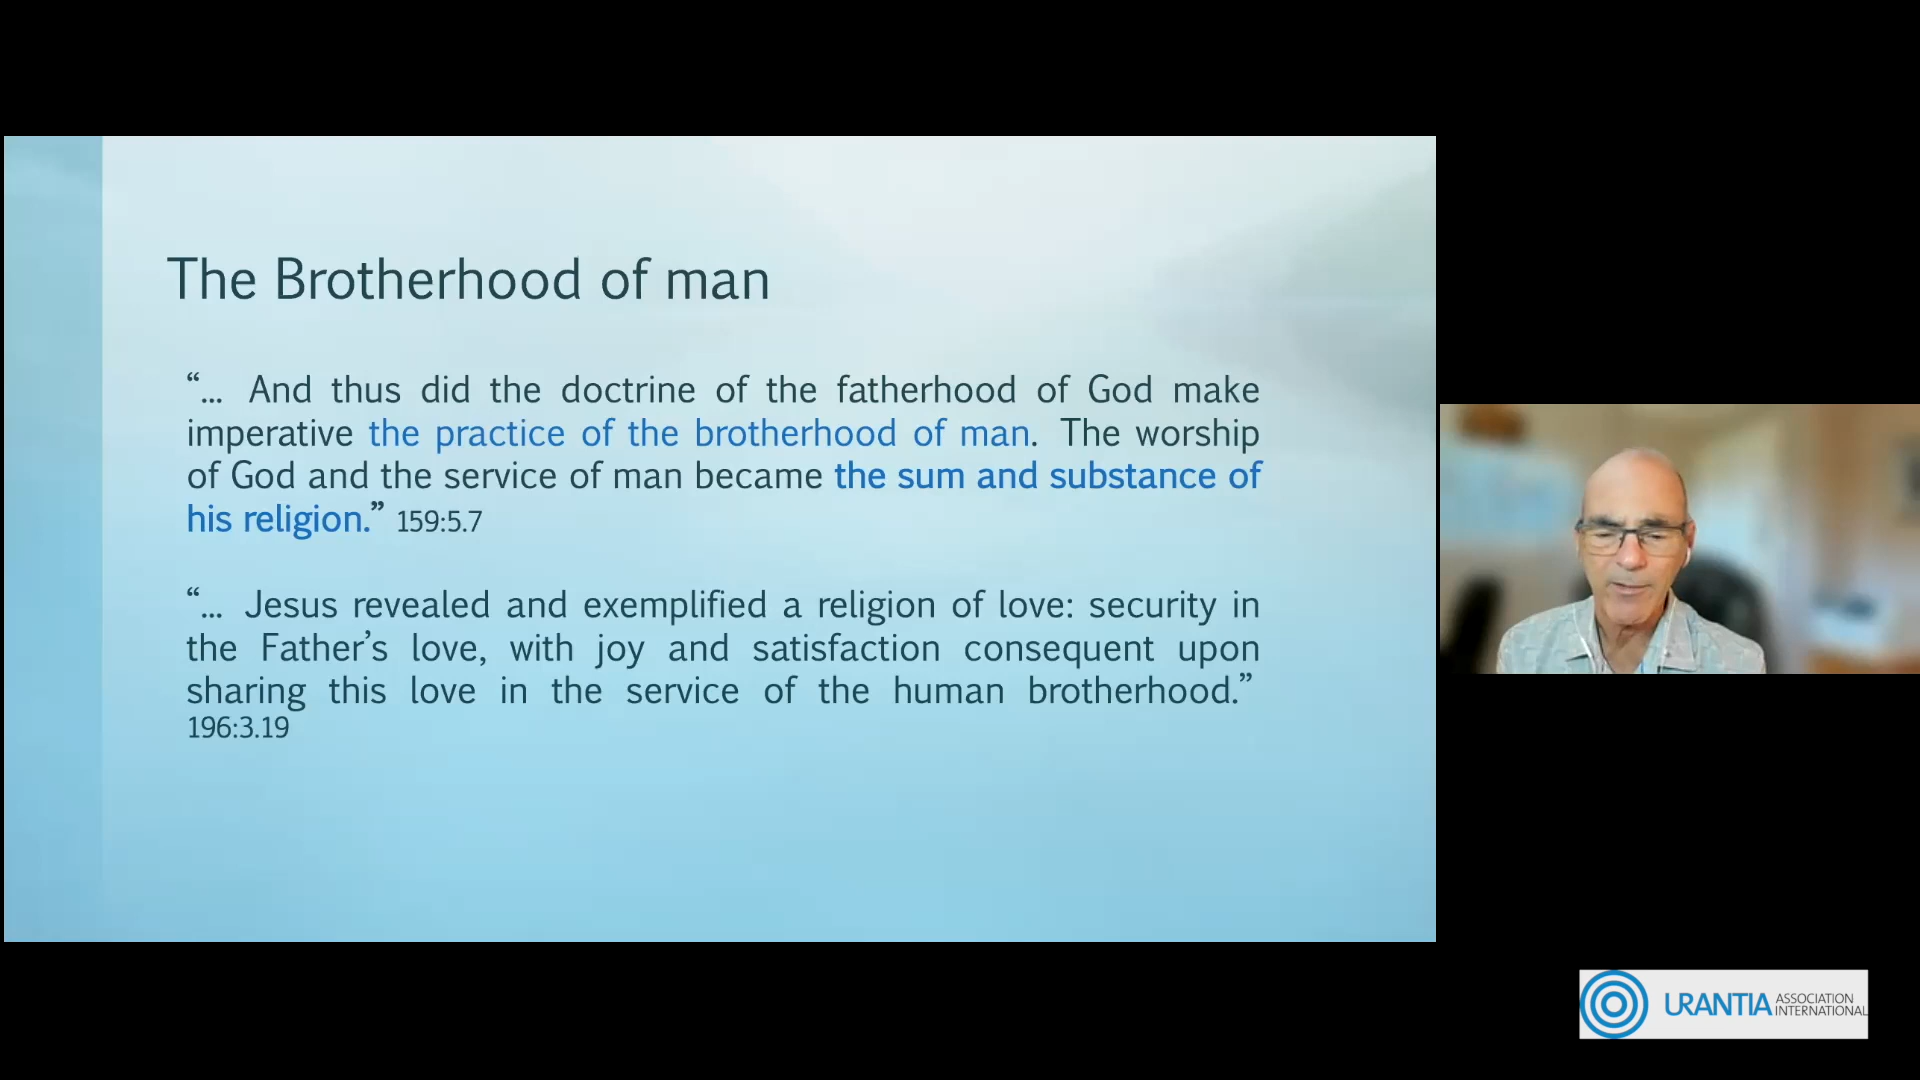 The Brotherhood of man
“... And thus did the doctrine of the fatherhood of God make
imperative the practice of the brotherhood of man. The worship
of God and the service of man became the sum and substance of
his religion.” 159:5.7
“... Jesus revealed and exemplified a religion of love: security in
the Father’s love, with joy and satisfaction consequent upon
sharing this love in the service of the human brotherhood.”
196:3.19
URANTIA ASSOCIATION
INTERNATIONAL